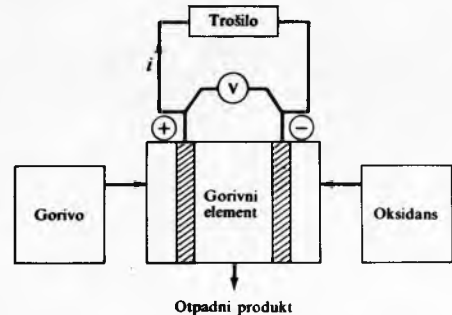 Trošilo
i
V
+
−
Gorivo
Gorivni
element
Oksidans
Otpadni produkt